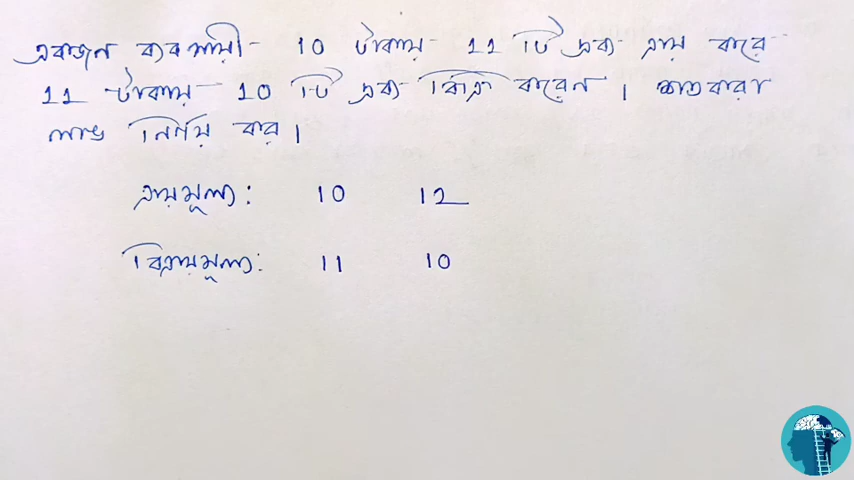 একজন ব্যবসায়ী 10 টাকায় 11 টি দ্রব্য ক্রয় করে
11 টাকায় 10 টি দ্রব্য বিক্রি করেন । শতকরা
লাভ নির্ণয় কর ।
ক্রয়মূল্য : 10 12
বিক্রয়মূল্য : 11 10